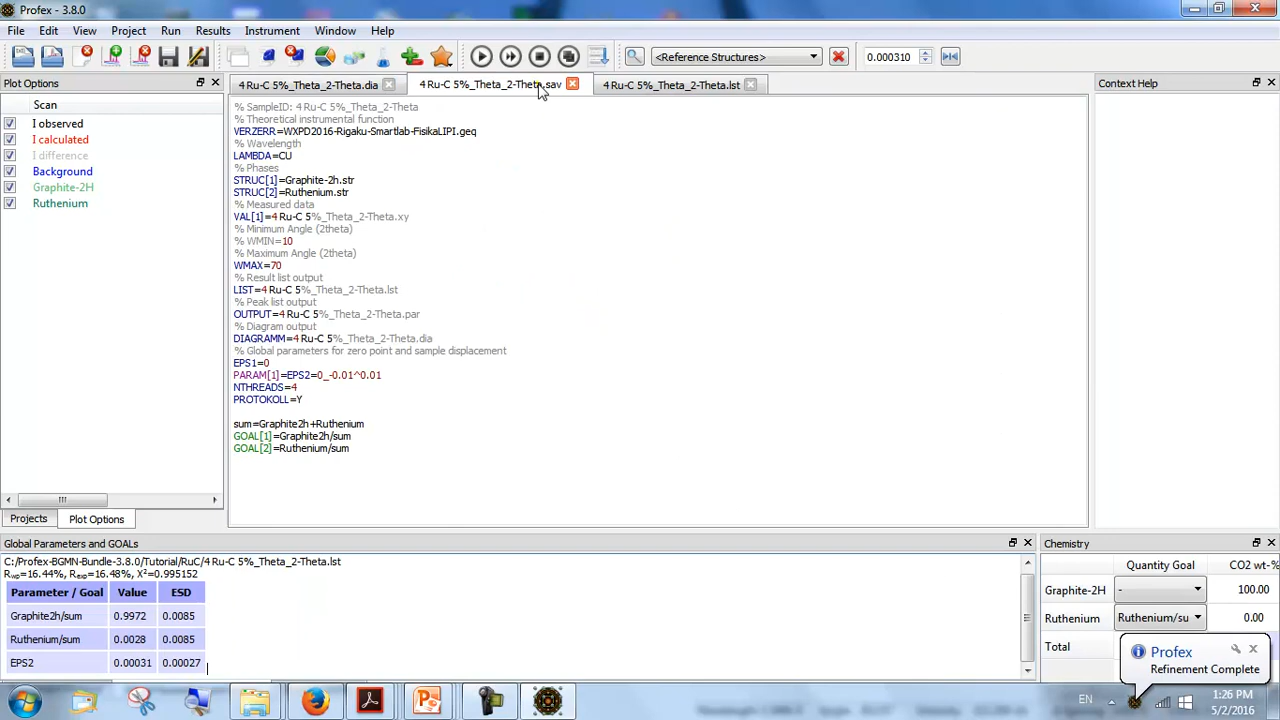 Profex - 3.8.0
File Edit View Project Run Results Instrument Window Help
<Reference Structures> 0.000310
Plot Options
4 Ru-C 5%_Theta_2-Theta.dia 4 Ru-C 5%_Theta_2-Theta.sav 4 Ru-C 5%_Theta_2-Theta.lst
Context Help
Scan
I observed
I calculated
I difference
Background
Graphite-2H
Ruthenium
% SampleID: 4 Ru-C 5%_Theta_2-Theta
% Theoretical instrumental function
VERZERR=WXPD2016-Rigaku-Smartlab-FisikaLIPI.geq
% Wavelength
LAMBDA=CU
% Phases
STRUC[1]=Graphite-2h.str
STRUC[2]=Ruthenium.str
% Measured data
VAL[1]=4 Ru-C 5%_Theta_2-Theta.xy
% Minimum Angle (2theta)
% WMIN=10
% Maximum Angle (2theta)
WMAX=70
% Result list output
LIST=4 Ru-C 5%_Theta_2-Theta.lst
% Peak list output
OUTPUT=4 Ru-C 5%_Theta_2-Theta.par
% Diagram output
DIAGRAMM=4 Ru-C 5%_Theta_2-Theta.dia
% Global parameters for zero point and sample displacement
EPS1=0
PARAM[1]=EPS2=0_-0.01^0.01
NTHREADS=4
PROTOKOLL=Y
sum=Graphite2h+Ruthenium
GOAL[1]=Graphite2h/sum
GOAL[2]=Ruthenium/sum
Projects Plot Options
Global Parameters and GOALs
C:/Profex-BGMN-Bundle-3.8.0/Tutorial/RuC/4 Ru-C 5%_Theta_2-Theta.lst
Rwp=16.44%, Rexp=16.48%, X²=0.995152
Parameter / Goal Value ESD
Graphite2h/sum 0.9972 0.0085
Ruthenium/sum 0.0028 0.0085
EPS2 0.00031 0.00027
Chemistry
Quantity Goal CO2 wt-%
Graphite-2H - 100.00
Ruthenium Ruthenium/su 0.00
Total
Profex
Refinement Complete
EN
1:26 PM
5/2/2016